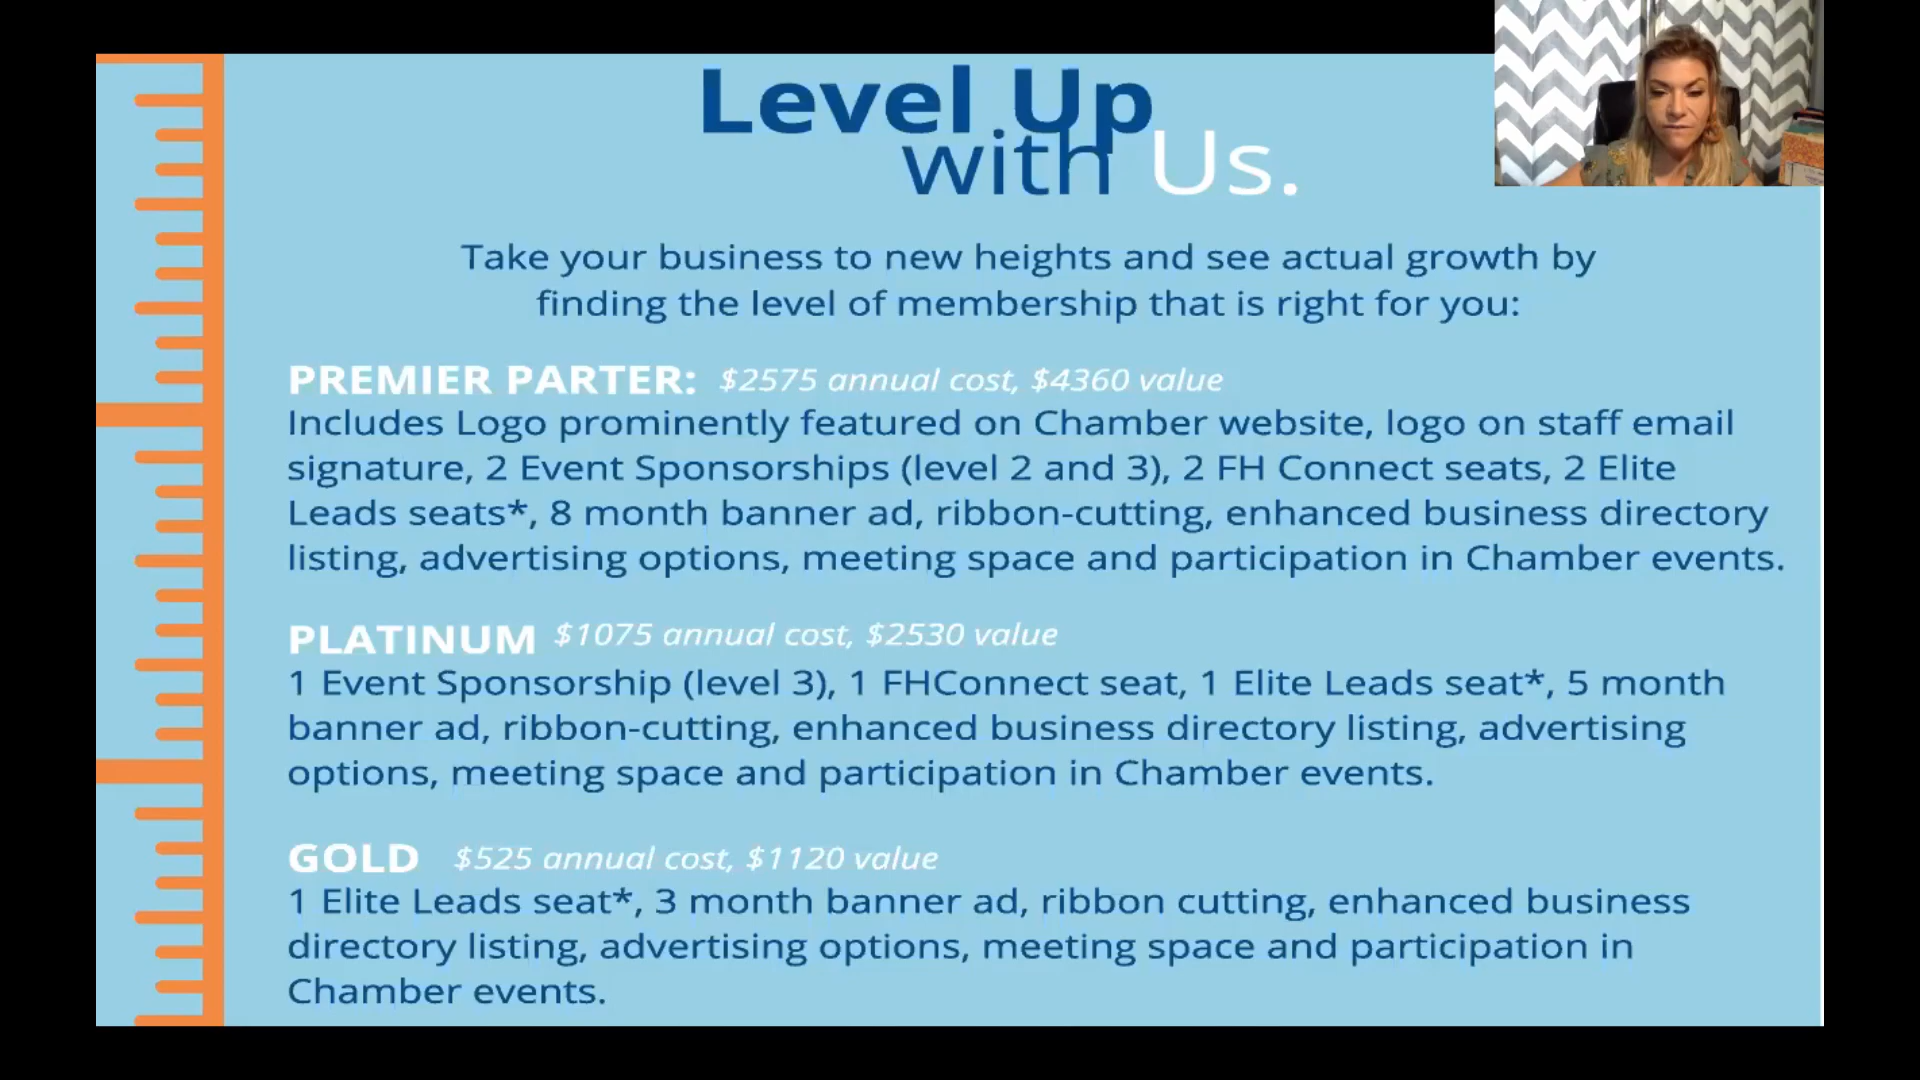 Level Up
with Us.
Take your business to new heights and see actual growth by
finding the level of membership that is right for you:
PREMIER PARTER: $2575 annual cost, $4360 value
Includes Logo prominently featured on Chamber website, logo on staff email
signature, 2 Event Sponsorships (level 2 and 3), 2 FH Connect seats, 2 Elite
Leads seats*, 8 month banner ad, ribbon-cutting, enhanced business directory
listing, advertising options, meeting space and participation in Chamber events.
PLATINUM $1075 annual cost, $2530 value
1 Event Sponsorship (level 3), 1 FHConnect seat, 1 Elite Leads seat*, 5 month
banner ad, ribbon-cutting, enhanced business directory listing, advertising
options, meeting space and participation in Chamber events.
GOLD $525 annual cost, $1120 value
1 Elite Leads seat*, 3 month banner ad, ribbon cutting, enhanced business
directory listing, advertising options, meeting space and participation in
Chamber events.